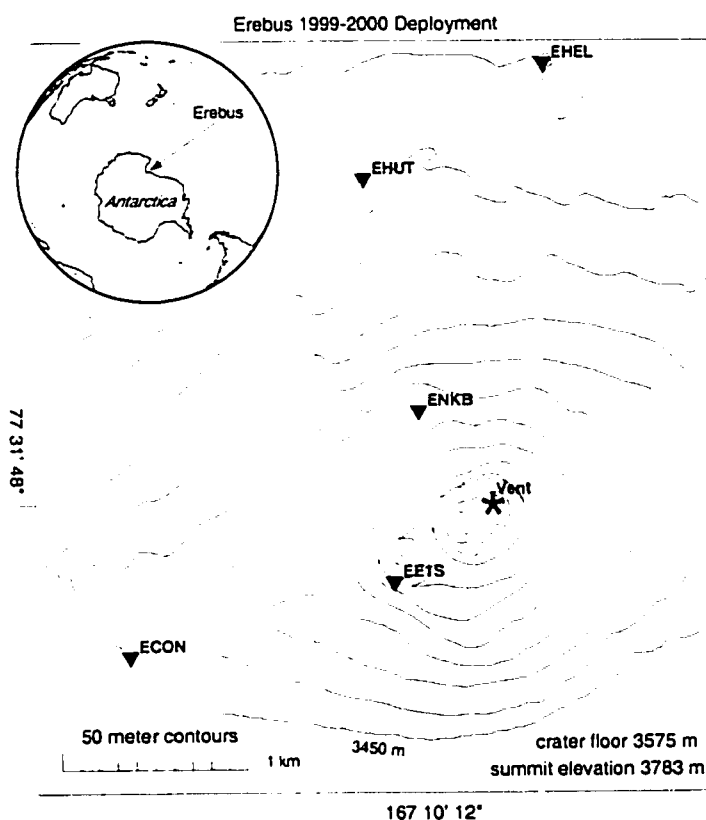 Erebus 1999-2000 Deployment
EHEL
Erebus
EHUT
Antarctica
ENKB
77 31' 48"
Vent
EE1S
ECON
50 meter contours
1 km
3450 m
crater floor 3575 m
summit elevation 3783 m
167 10' 12"